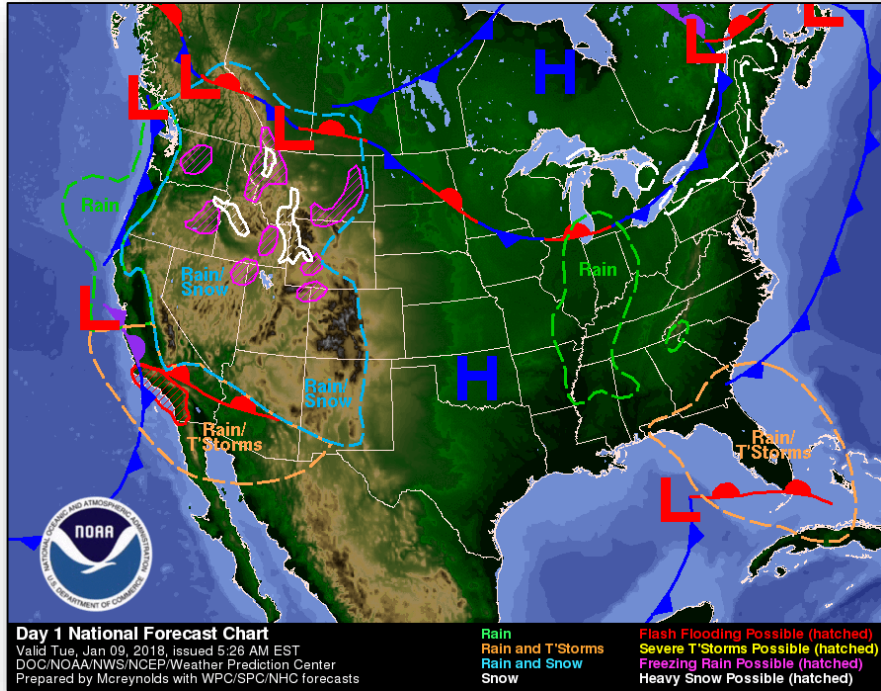 L
L
L
L
L
H
L
Rain
Rain/
Snow
Rain
L
H
Rain/
Snow
Rain/
T'Storms
Rain/
T'Storms
L
NATIONAL OCEANIC AND ATMOSPHERIC ADMINISTRATION
NOAA
U.S. DEPARTMENT OF COMMERCE
Day 1 National Forecast Chart
Valid Tue, Jan 09, 2018, issued 5:26 AM EST
DOC/NOAA/NWS/NCEP/Weather Prediction Center
Prepared by Mcreynolds with WPC/SPC/NHC forecasts
Rain
Rain and T'Storms
Rain and Snow
Snow
Flash Flooding Possible (hatched)
Severe T'Storms Possible (hatched)
Freezing Rain Possible (hatched)
Heavy Snow Possible (hatched)